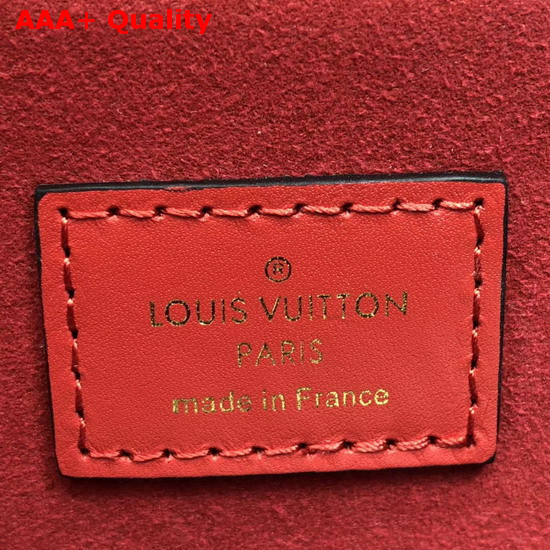 AAA+ Quality
®
LOUIS VUITTON
PARIS
made in France